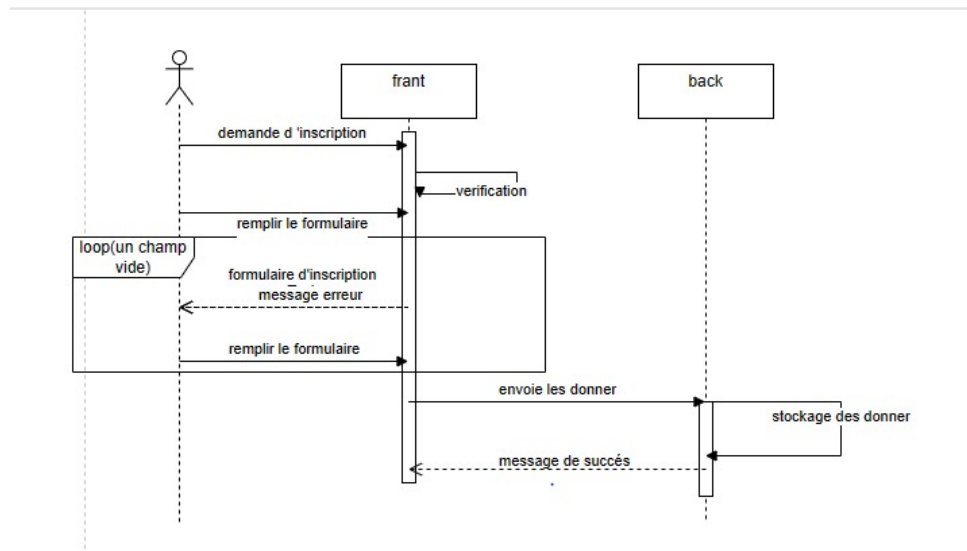 frant
back
demande d 'inscription
verification
remplir le formulaire
loop(un champ
vide)
formulaire d'inscription
message erreur
remplir le formulaire
envoie les donner
stockage des donner
message de succés